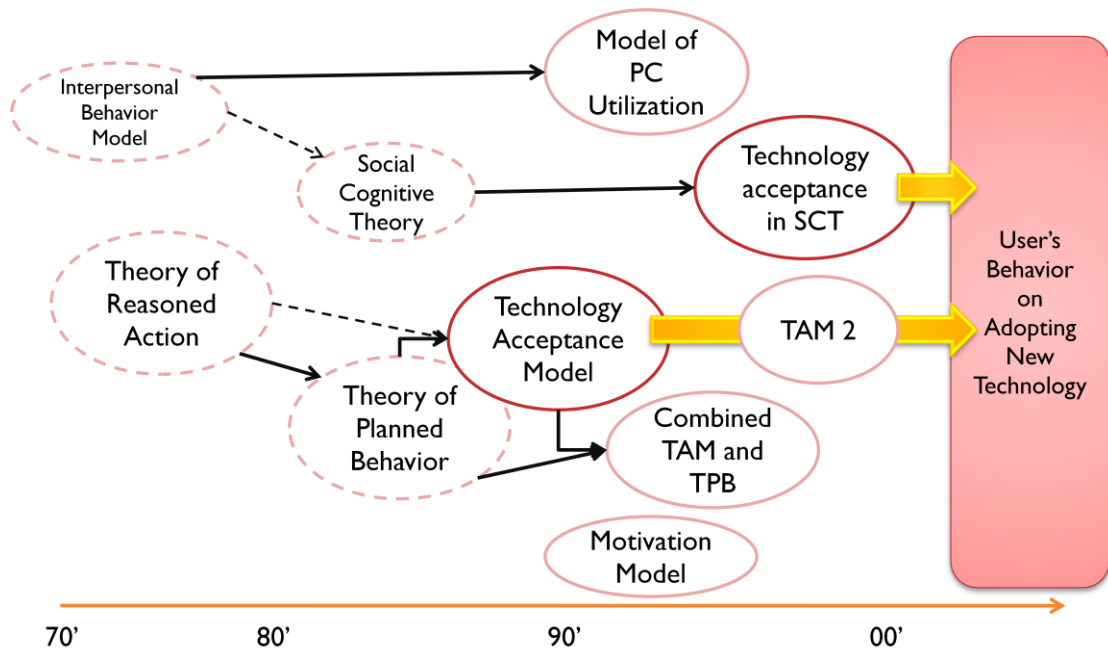 Model of
PC
Utilization
Interpersonal
Behavior
Model
Social
Cognitive
Theory
Technology
acceptance
in SCT
Theory of
Reasoned
Action
Technology
Acceptance
Model
TAM 2
User’s
Behavior
on
Adopting
New
Technology
Theory of
Planned
Behavior
Combined
TAM and
TPB
Motivation
Model
70’
80’
90’
00’